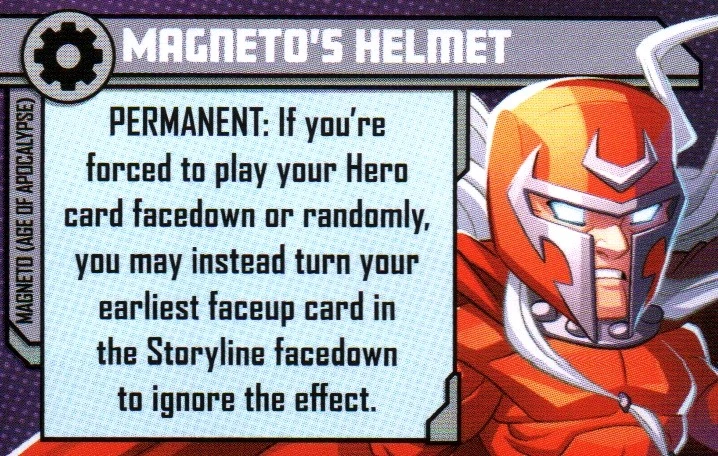 MAGNETO'S HELMET
MAGNETO (AGE OF APOCALYPSE)
PERMANENT: If you're
forced to play your Hero
card facedown or randomly,
you may instead turn your
earliest faceup card in
the Storyline facedown
to ignore the effect.